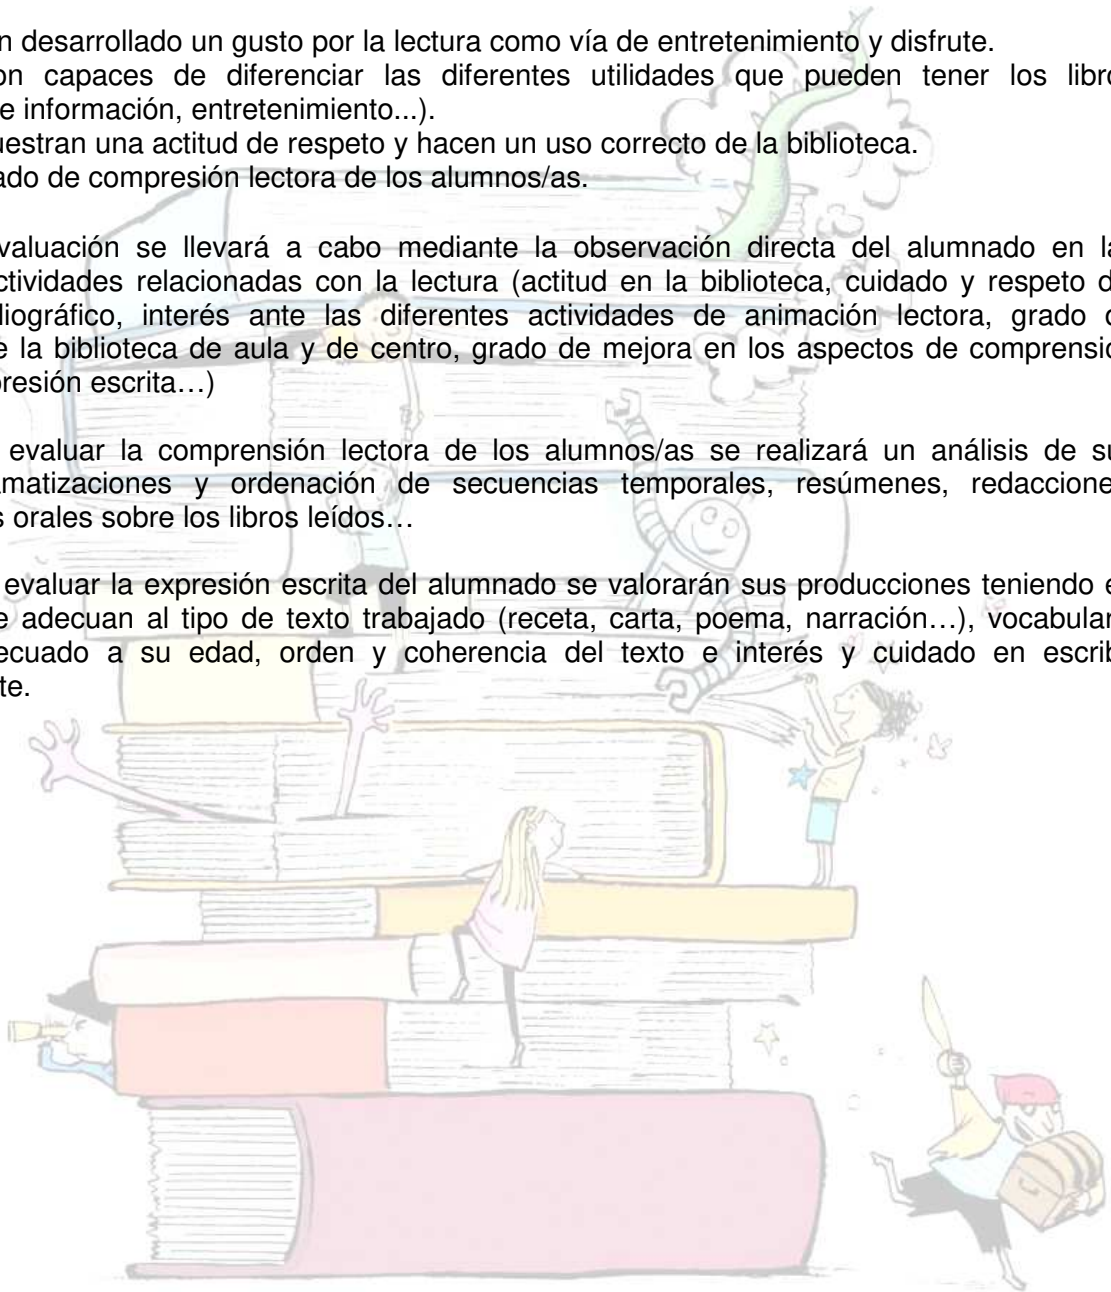 n desarrollado un gusto por la lectura como vía de entretenimiento y disfrute.
on capaces de diferenciar las diferentes utilidades que pueden tener los libro
e información, entretenimiento...).
uestran una actitud de respeto y hacen un uso correcto de la biblioteca.
ado de compresión lectora de los alumnos/as.
valuación se llevará a cabo mediante la observación directa del alumnado en la
ctividades relacionadas con la lectura (actitud en la biblioteca, cuidado y respeto d
liográfico, interés ante las diferentes actividades de animación lectora, grado d
e la biblioteca de aula y de centro, grado de mejora en los aspectos de comprensió
presión escrita…)
evaluar la comprensión lectora de los alumnos/as se realizará un análisis de su
amatizaciones y ordenación de secuencias temporales, resúmenes, redaccione
s orales sobre los libros leídos…
evaluar la expresión escrita del alumnado se valorarán sus producciones teniendo e
e adecuan al tipo de texto trabajado (receta, carta, poema, narración…), vocabular
ecuado a su edad, orden y coherencia del texto e interés y cuidado en escrib
te.